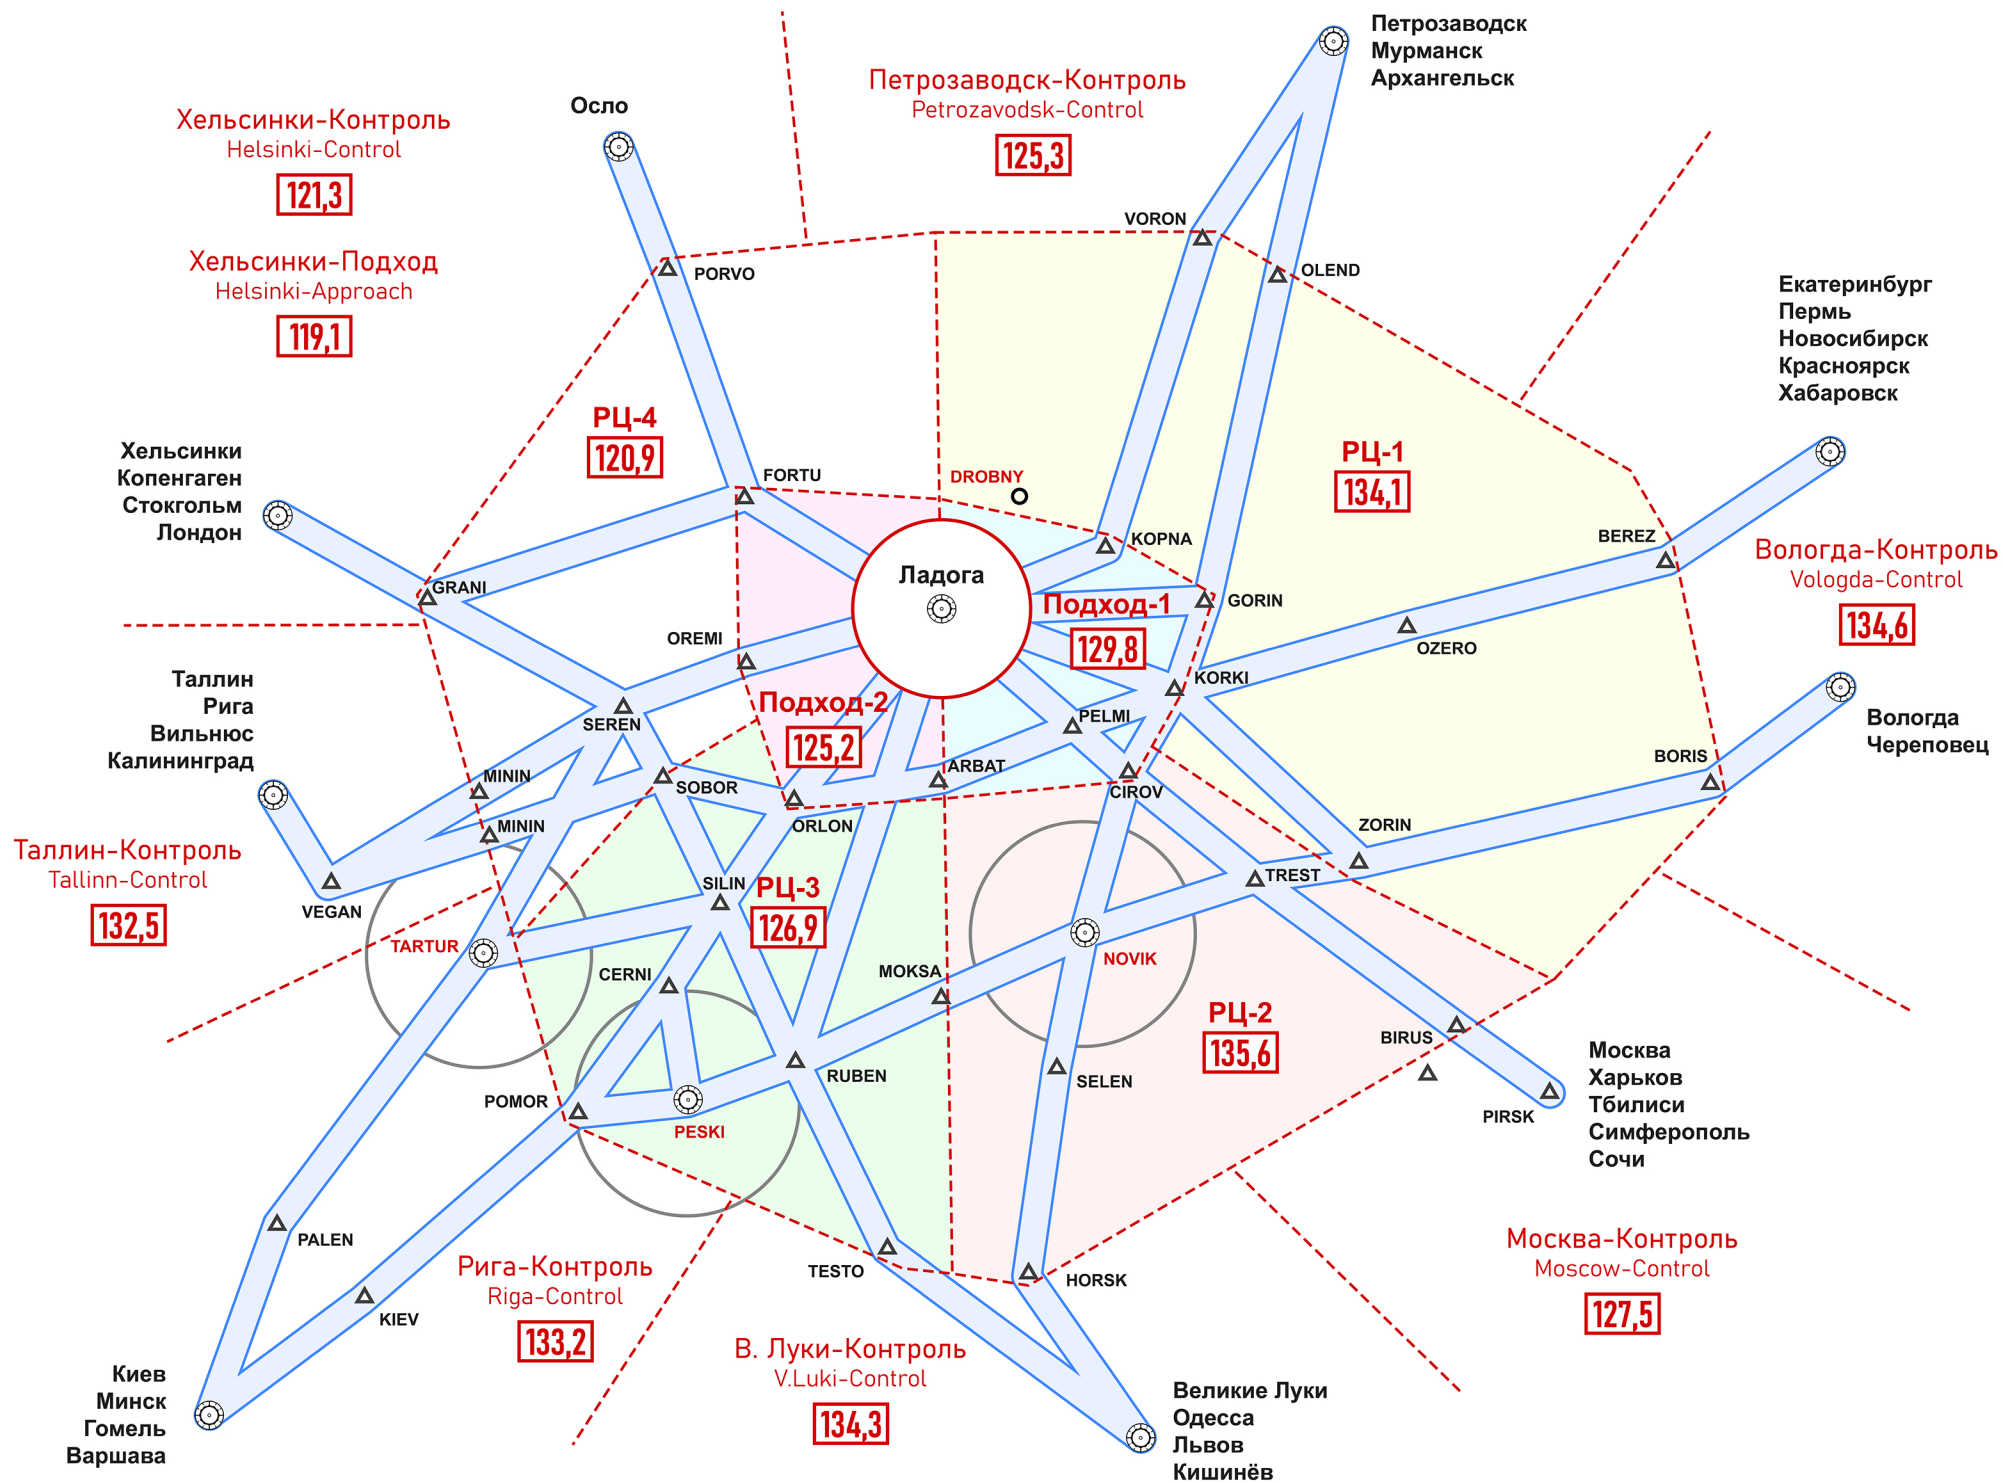 Петрозаводск
Мурманск
Архангельск
Петрозаводск-Контроль
Petrozavodsk-Control
125,3
Осло
Хельсинки-Контроль
Helsinki-Control
121,3
Хельсинки-Подход
Helsinki-Approach
119,1
VORON
OLEND
PORVO
Екатеринбург
Пермь
Новосибирск
Красноярск
Хабаровск
РЦ-4
120,9
РЦ-1
134,1
Хельсинки
Копенгаген
Стокгольм
Лондон
FORTU
DROBNY
KOPNA
BEREZ
Вологда-Контроль
Vologda-Control
134,6
GRANI
Ладога
GORIN
Подход-1
129,8
OREMI
OZERO
KORKI
Таллин
Рига
Вильнюс
Калининград
SEREN
Подход-2
125,2
PELMI
Вологда
Череповец
BORIS
MININ
SOBOR
ARBAT
CIROV
MININ
ORLON
ZORIN
Таллин-Контроль
Tallinn-Control
132,5
VEGAN
SILIN
РЦ-3
126,9
TREST
TARTUR
CERNI
MOKSA
NOVIK
РЦ-2
135,6
BIRUS
Москва
Харьков
Тбилиси
Симферополь
Сочи
RUBEN
SELEN
POMOR
PESKI
PIRSK
PALEN
KIEV
Рига-Контроль
Riga-Control
133,2
TESTO
HORSK
Москва-Контроль
Moscow-Control
127,5
В. Луки-Контроль
V.Luki-Control
134,3
Киев
Минск
Гомель
Варшава
Великие Луки
Одесса
Львов
Кишинёв